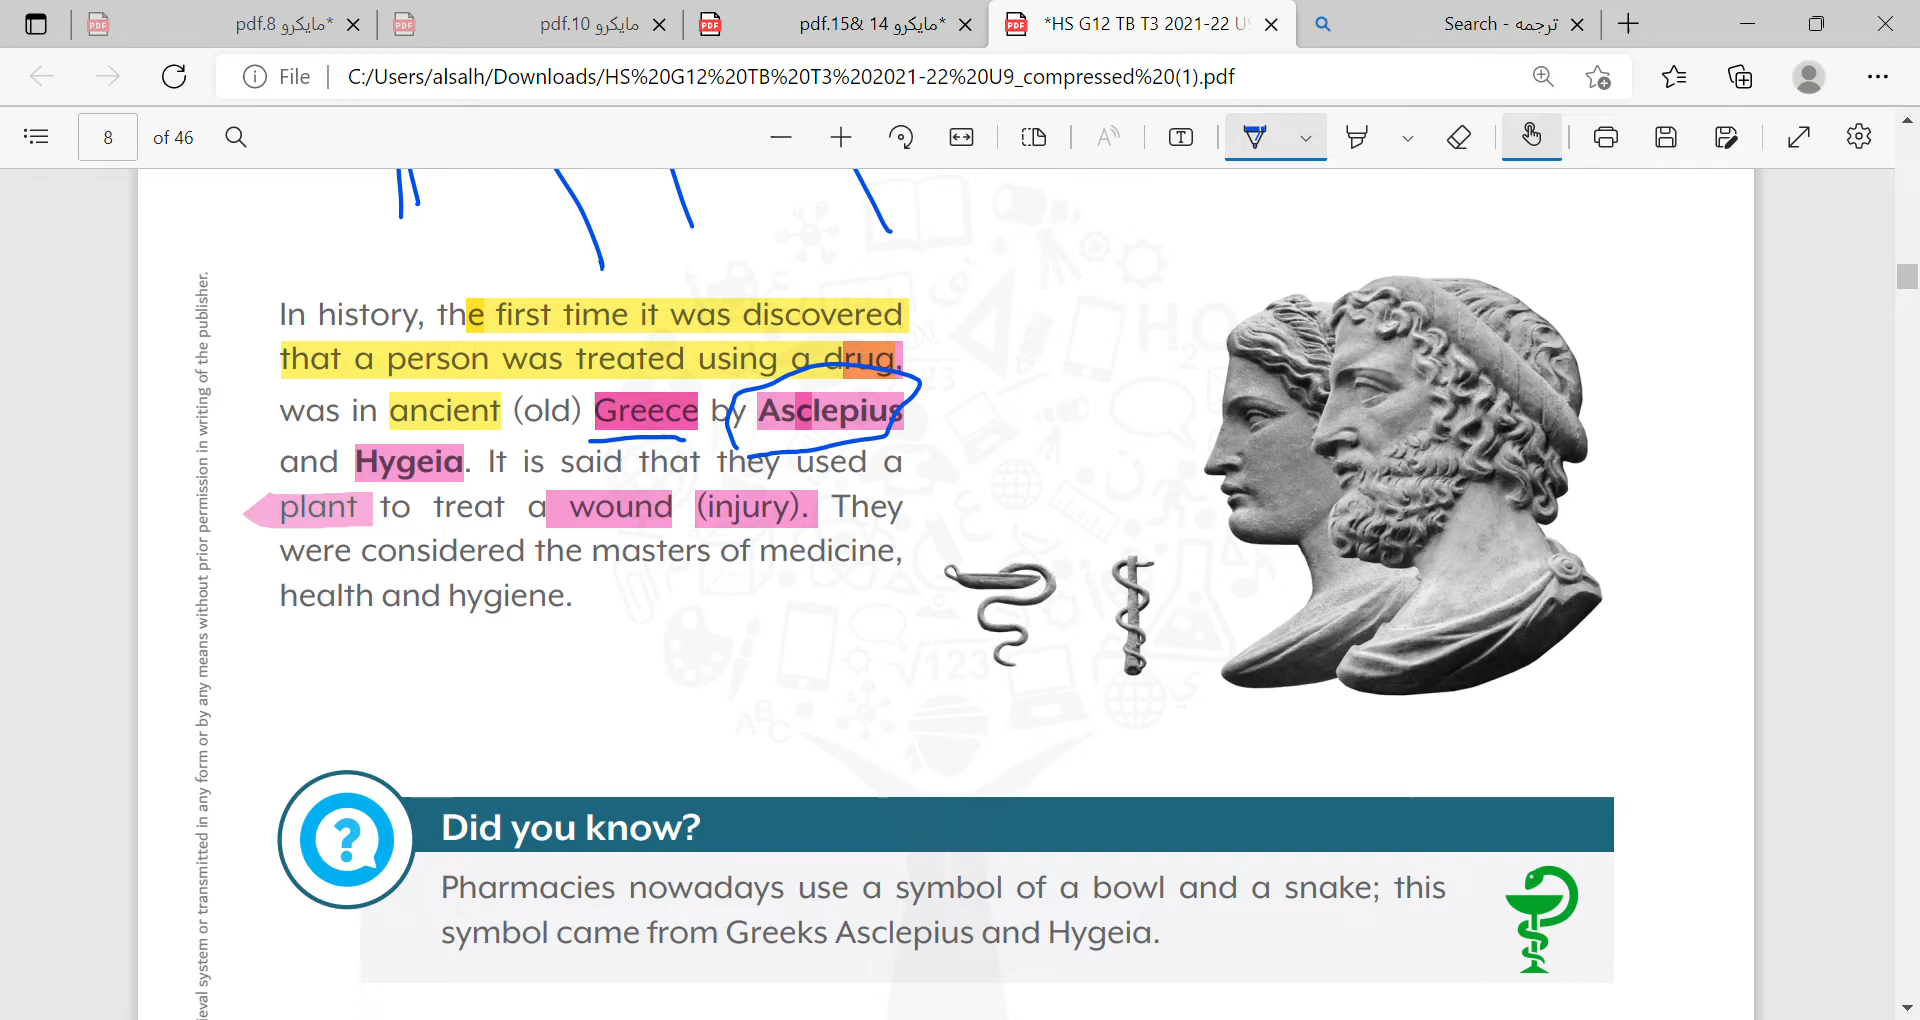 *مايكرو 8.pdf
مايكرو 10.pdf
*مايكرو 14 &15.pdf
*HS G12 TB T3 2021-22 U
ترجمه - Search
File
C:/Users/alsalh/Downloads/HS%20G12%20TB%20T3%202021-22%20U9_compressed%20(1).pdf
8 of 46
In history, the first time it was discovered
that a person was treated using a drug,
was in ancient (old) Greece by Asclepius
and Hygeia. It is said that they used a
plant to treat a wound (injury). They
were considered the masters of medicine,
health and hygiene.
ieval system or transmitted in any form or by any means without prior permission in writing of the publisher.
Did you know?
Pharmacies nowadays use a symbol of a bowl and a snake; this
symbol came from Greeks Asclepius and Hygeia.